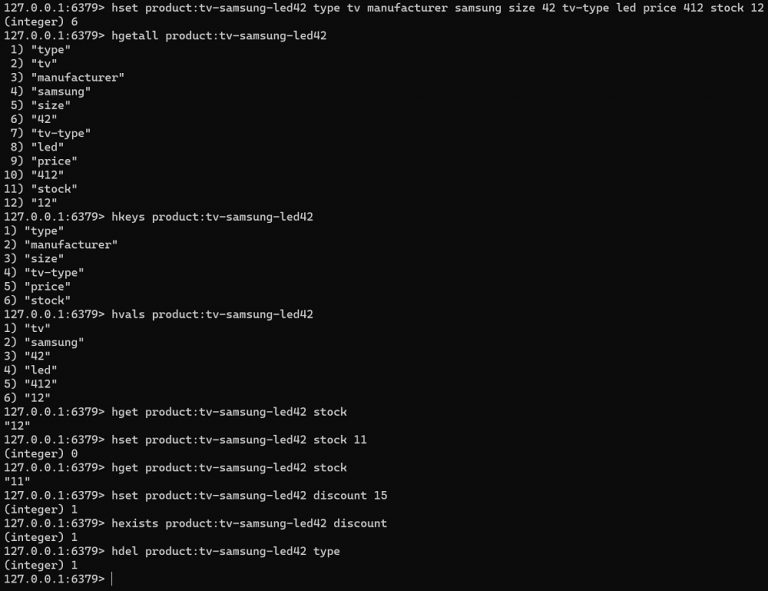 127.0.0.1:6379> hset product:tv-samsung-led42 type tv manufacturer samsung size 42 tv-type led price 412 stock 12
(integer) 6
127.0.0.1:6379> hgetall product:tv-samsung-led42
 1) "type"
 2) "tv"
 3) "manufacturer"
 4) "samsung"
 5) "size"
 6) "42"
 7) "tv-type"
 8) "led"
 9) "price"
10) "412"
11) "stock"
12) "12"
127.0.0.1:6379> hkeys product:tv-samsung-led42
1) "type"
2) "manufacturer"
3) "size"
4) "tv-type"
5) "price"
6) "stock"
127.0.0.1:6379> hvals product:tv-samsung-led42
1) "tv"
2) "samsung"
3) "42"
4) "led"
5) "412"
6) "12"
127.0.0.1:6379> hget product:tv-samsung-led42 stock
"12"
127.0.0.1:6379> hset product:tv-samsung-led42 stock 11
(integer) 0
127.0.0.1:6379> hget product:tv-samsung-led42 stock
"11"
127.0.0.1:6379> hset product:tv-samsung-led42 discount 15
(integer) 1
127.0.0.1:6379> hexists product:tv-samsung-led42 discount
(integer) 1
127.0.0.1:6379> hdel product:tv-samsung-led42 type
(integer) 1
127.0.0.1:6379>